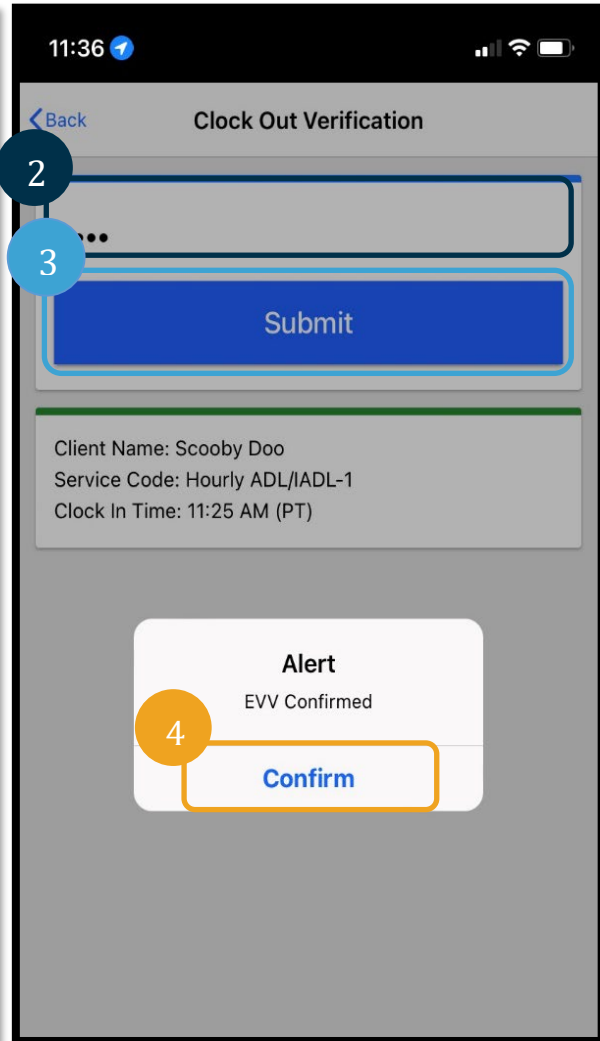 11:36
Back
Clock Out Verification
2
3
Submit
Client Name: Scooby Doo
Service Code: Hourly ADL/IADL-1
Clock In Time: 11:25 AM (PT)
Alert
EVV Confirmed
4
Confirm